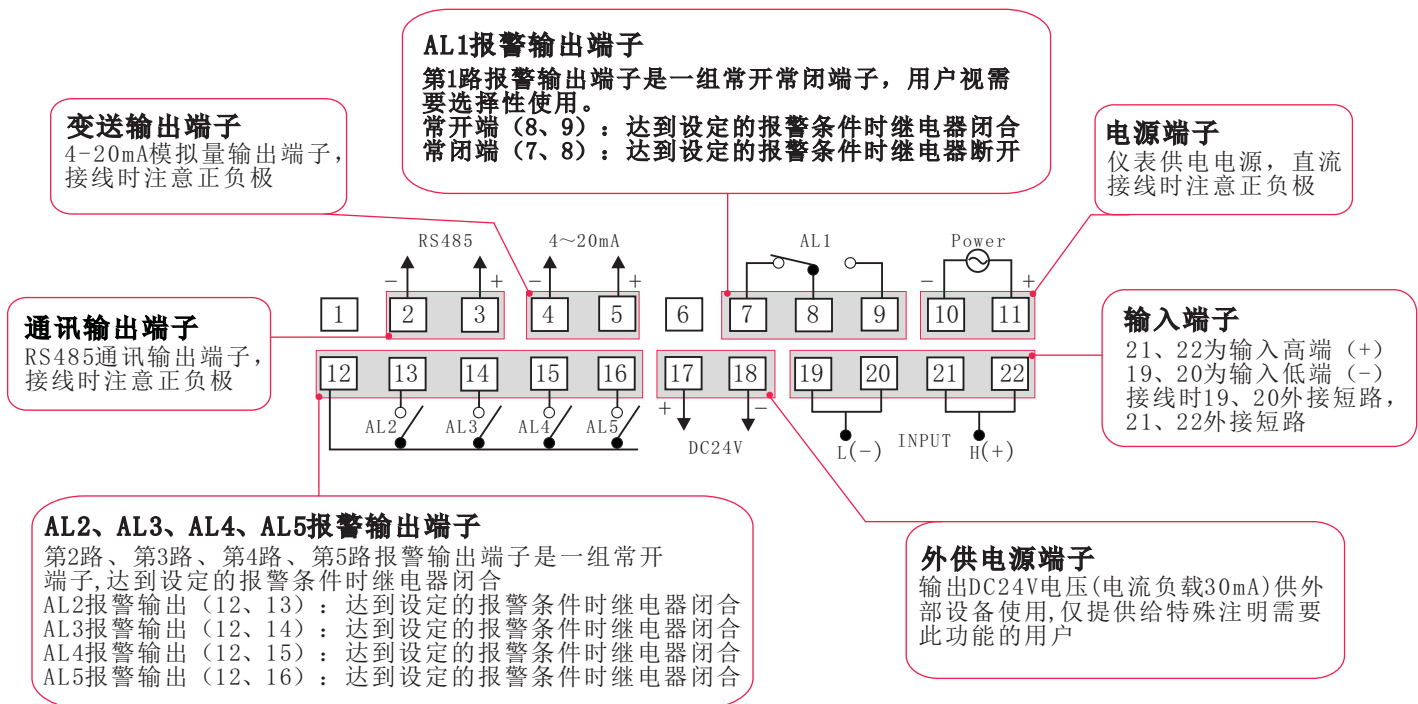 AL1报警输出端子
第1路报警输出端子是一组常开常闭端子，用户视需
要选择性使用。
常开端（8、9）：达到设定的报警条件时继电器闭合
常闭端（7、8）：达到设定的报警条件时继电器断开
变送输出端子
4-20mA模拟量输出端子，
接线时注意正负极
电源端子
仪表供电电源，直流
接线时注意正负极
RS485
4～20mA
AL1
Power
- + - + - +
1 2 3 4 5 6 7 8 9 10 11
通讯输出端子
RS485通讯输出端子，
接线时注意正负极
输入端子
21、22为输入高端（+）
19、20为输入低端（-）
接线时19、20外接短路，
21、22外接短路
12 13 14 15 16 17 18 19 20 21 22
+ -
AL2 AL3 AL4 AL5
DC24V
L(-) INPUT H(+)
AL2、AL3、AL4、AL5报警输出端子
第2路、第3路、第4路、第5路报警输出端子是一组常开
端子,达到设定的报警条件时继电器闭合
AL2报警输出（12、13）：达到设定的报警条件时继电器闭合
AL3报警输出（12、14）：达到设定的报警条件时继电器闭合
AL4报警输出（12、15）：达到设定的报警条件时继电器闭合
AL5报警输出（12、16）：达到设定的报警条件时继电器闭合
外供电源端子
输出DC24V电压(电流负载30mA)供外
部设备使用,仅提供给特殊注明需要
此功能的用户